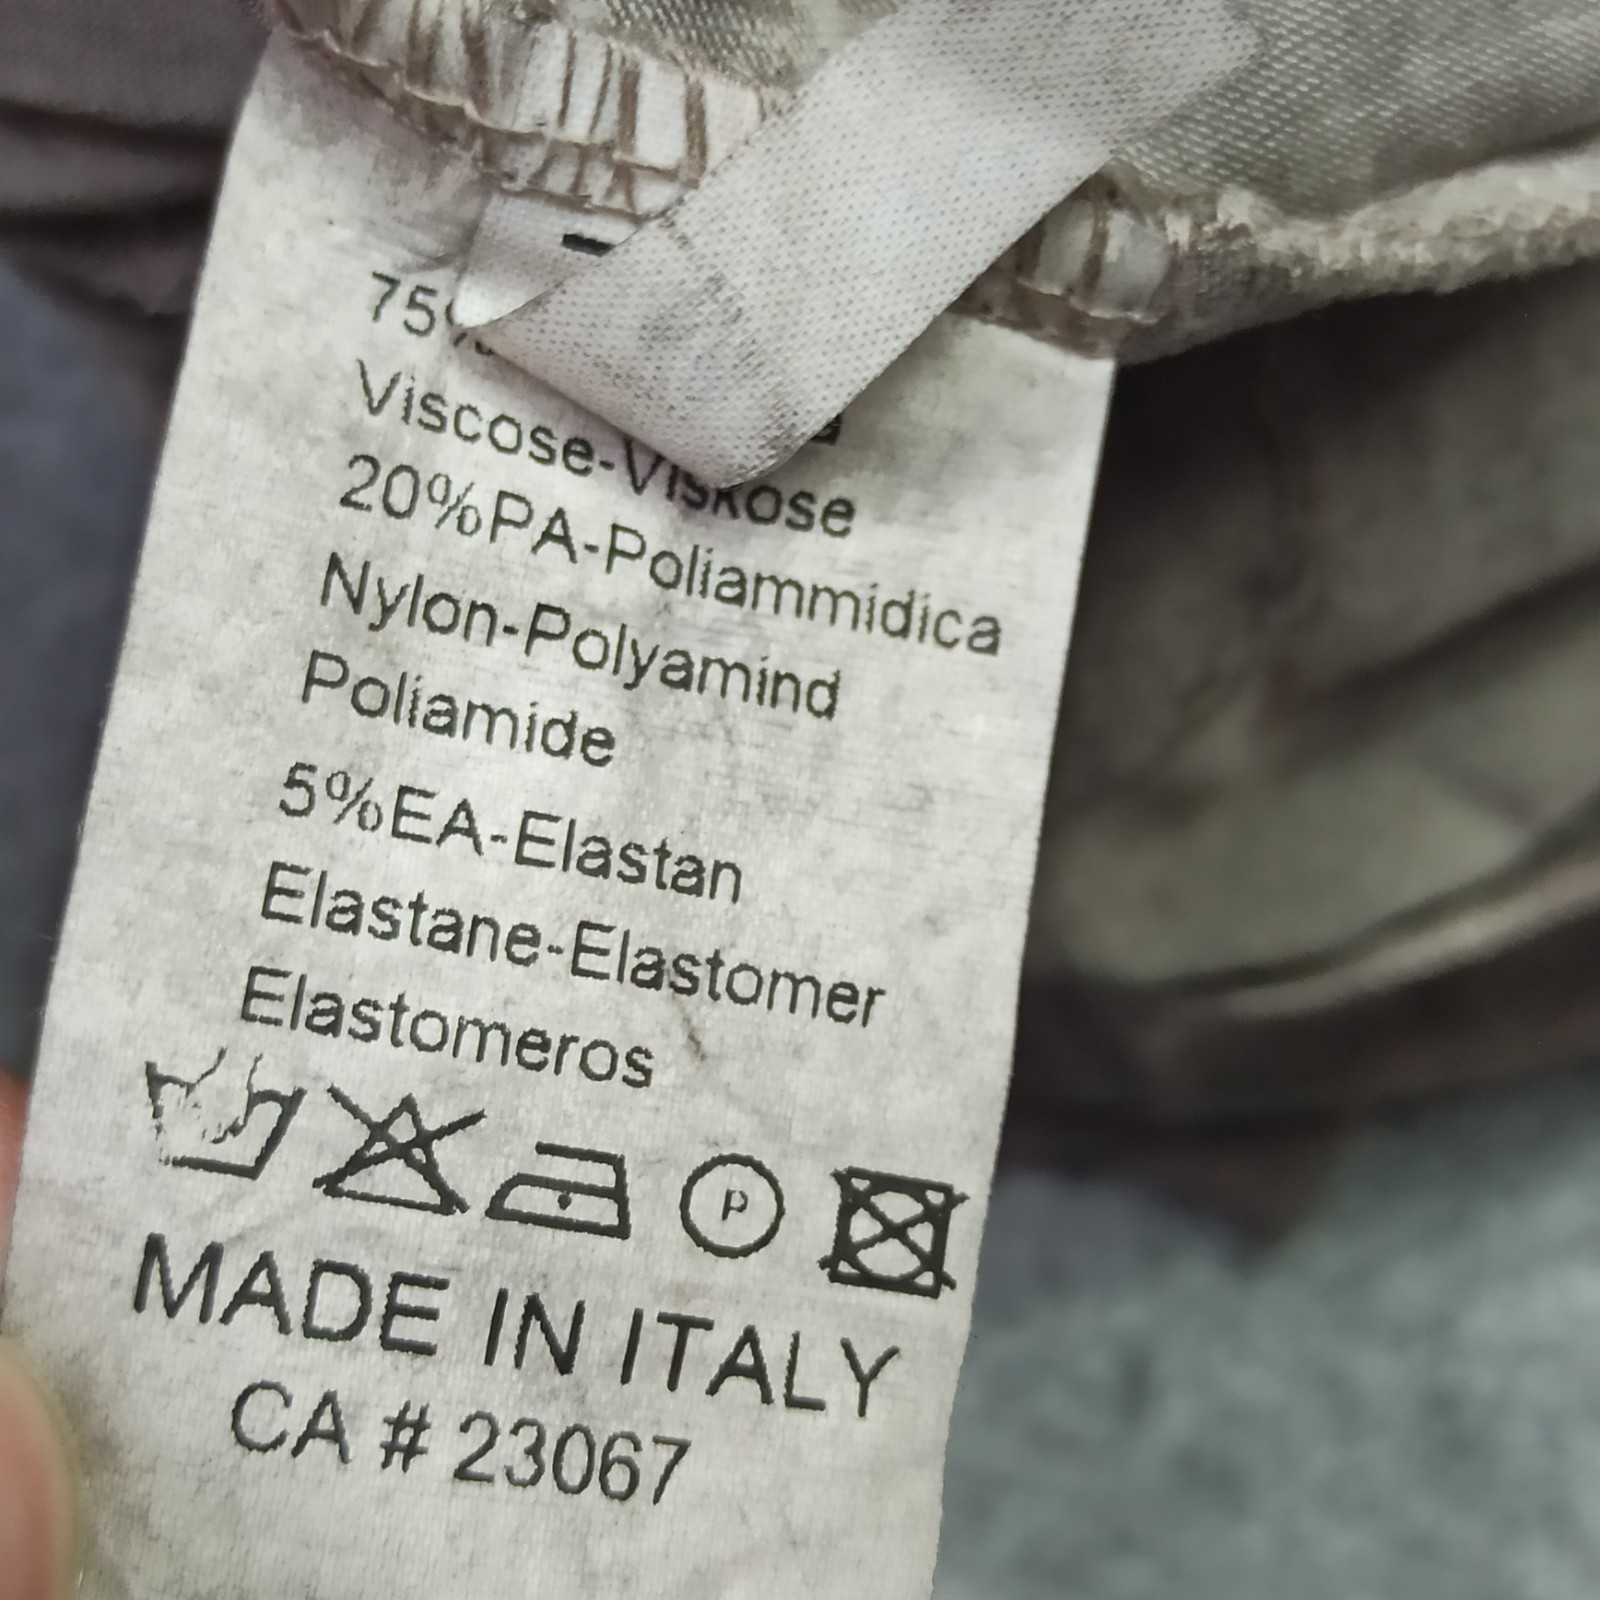 75%
Viscose-Viskose
20%PA-Poliammidica
Nylon-Polyamind
Poliamide
5%EA-Elastan
Elastane-Elastomer
Elastomeros
P
MADE IN ITALY
CA # 23067